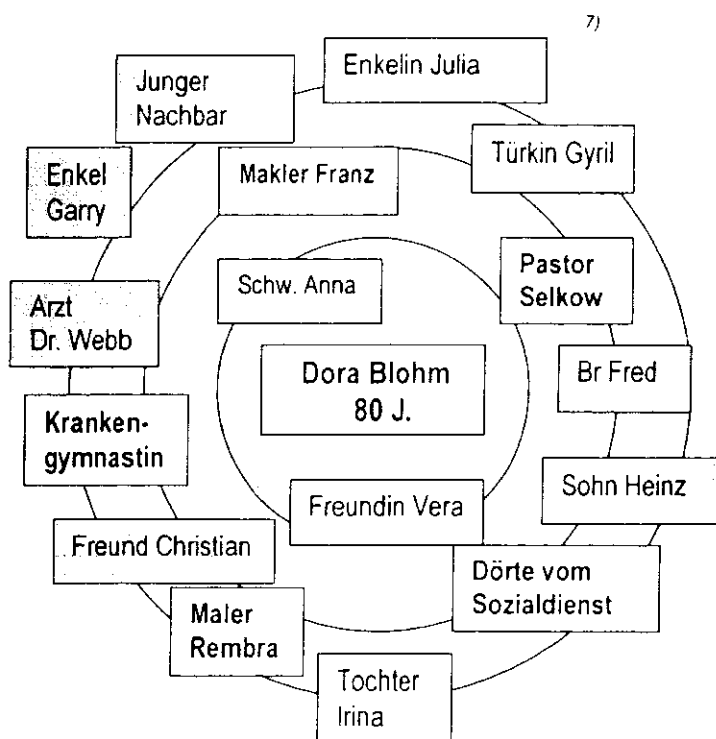 7)
Enkelin Julia
Junger
Nachbar
Türkin Gyril
Enkel
Garry
Makler Franz
Pastor
Selkow
Schw. Anna
Arzt
Dr. Webb
Dora Blohm
80 J.
Br Fred
Kranken-
gymnastin
Sohn Heinz
Freundin Vera
Freund Christian
Dörte vom
Sozialdienst
Maler
Rembra
Tochter
Irina